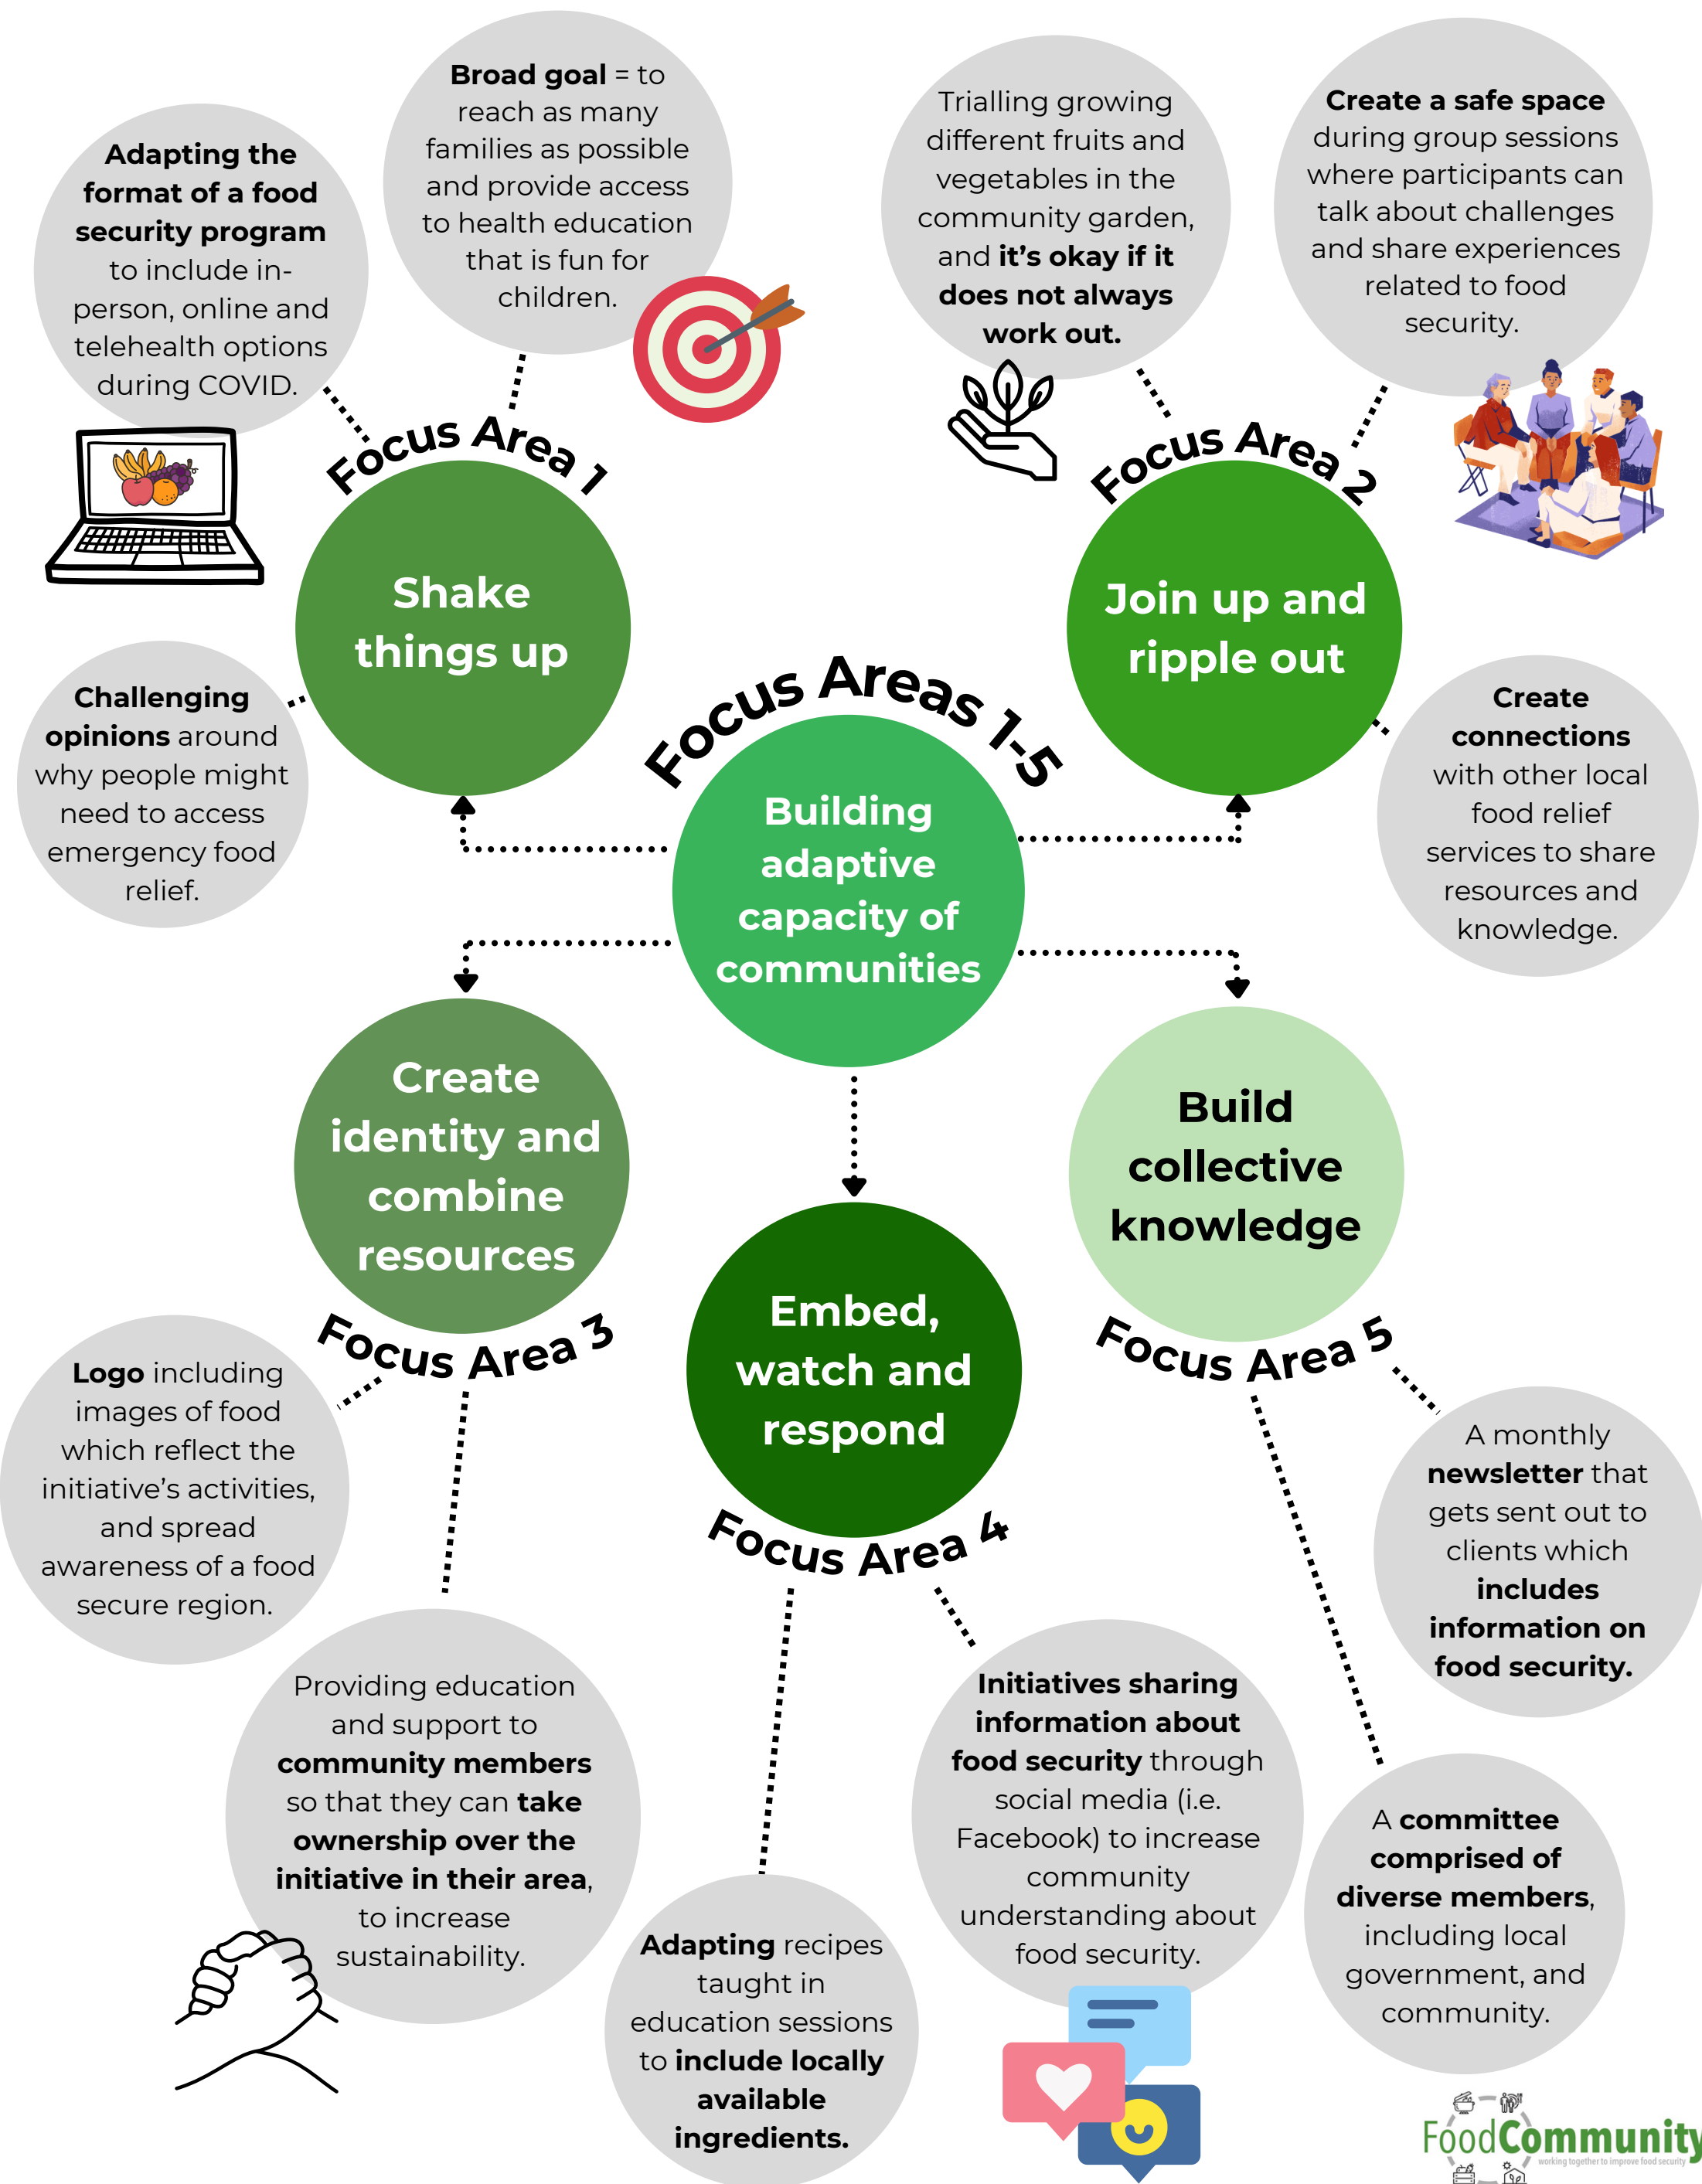 Adapting the
format of a food
security program
to include in-
person, online and
telehealth options
during COVID.
Broad goal = to
reach as many
families as possible
and provide access
to health education
that is fun for
children.
Trialling growing
different fruits and
vegetables in the
community garden,
and it's okay if it
does not always
work out.
Create a safe space
during group sessions
where participants can
talk about challenges
and share experiences
related to food
security.
Focus Area 1
Shake
things up
Focus Area 2
Join up and
ripple out
Challenging
opinions around
why people might
need to access
emergency food
relief.
Create
connections
with other local
food relief
services to share
resources and
knowledge.
Focus Areas 1-5
Building
adaptive
capacity of
communities
Create
identity and
combine
resources
Focus Area 3
Embed,
watch and
respond
Focus Area 4
Build
collective
knowledge
Focus Area 5
Logo including
images of food
which reflect the
initiative's activities,
and spread
awareness of a food
secure region.
Providing education
and support to
community members
so that they can take
ownership over the
initiative in their area,
to increase
sustainability.
Adapting recipes
taught in
education sessions
to include locally
available
ingredients.
Initiatives sharing
information about
food security through
social media (i.e.
Facebook) to increase
community
understanding about
food security.
A monthly
newsletter that
gets sent out to
clients which
includes
information on
food security.
A committee
comprised of
diverse members,
including local
government, and
community.
FoodCommunity
working together to improve food security